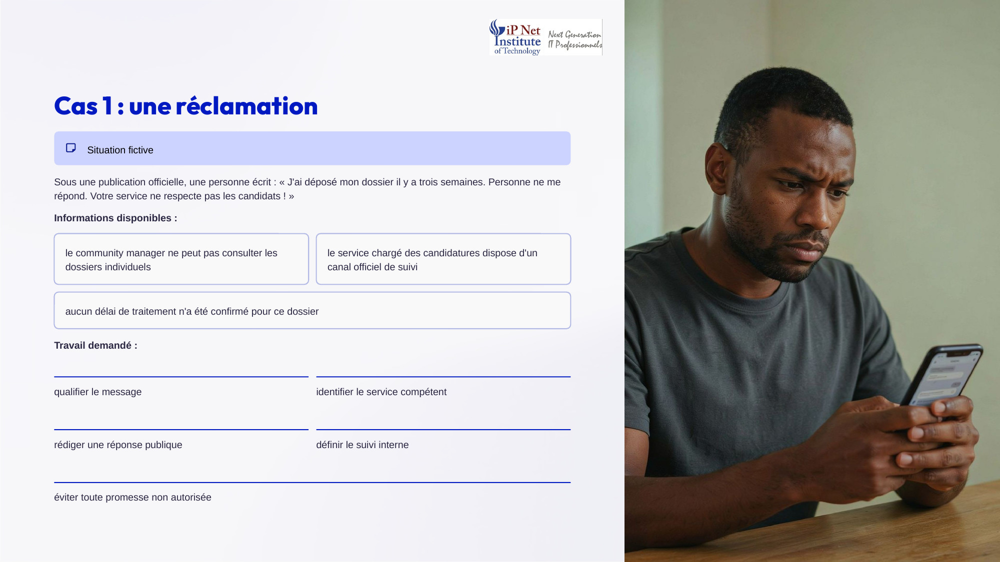 iP Net
Institute
of Technology
Next Generation
IT Professionnels
Cas 1 : une réclamation
Situation fictive
Sous une publication officielle, une personne écrit : « J'ai déposé mon dossier il y a trois semaines. Personne ne me
répond. Votre service ne respecte pas les candidats ! »
Informations disponibles :
le community manager ne peut pas consulter les
dossiers individuels
le service chargé des candidatures dispose d'un
canal officiel de suivi
aucun délai de traitement n'a été confirmé pour ce dossier
Travail demandé :
qualifier le message
identifier le service compétent
rédiger une réponse publique
définir le suivi interne
éviter toute promesse non autorisée